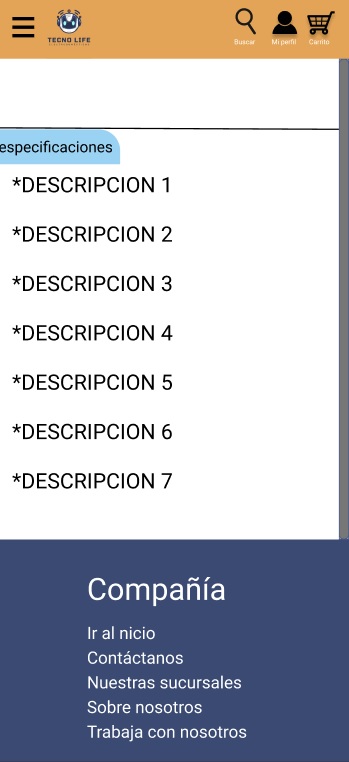 TECNO LIFE
Buscar
Mi perfil
Carrito
especificaciones
*DESCRIPCION 1
*DESCRIPCION 2
*DESCRIPCION 3
*DESCRIPCION 4
*DESCRIPCION 5
*DESCRIPCION 6
*DESCRIPCION 7
Compañía
Ir al nicio
Contáctanos
Nuestras sucursales
Sobre nosotros
Trabaja con nosotros